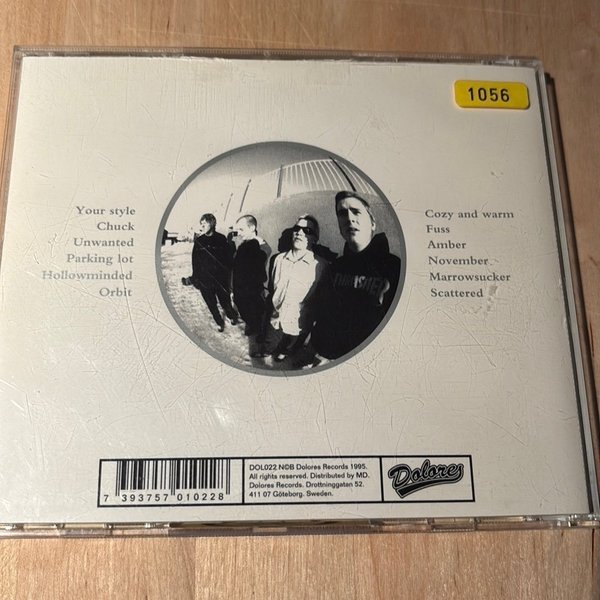 1056
Your style
Chuck
Unwanted
Parking lot
Hollowminded
Orbit
Cozy and warm
Fuss
Amber
November
Marrowsucker
Scattered
THRASHER
DOL022 NCB Dolores Records 1995.
All rights reserved. Distributed by MD.
Dolores Records. Drottninggatan 52.
411 07 Göteborg. Sweden.
Dolores
7 393757 010228